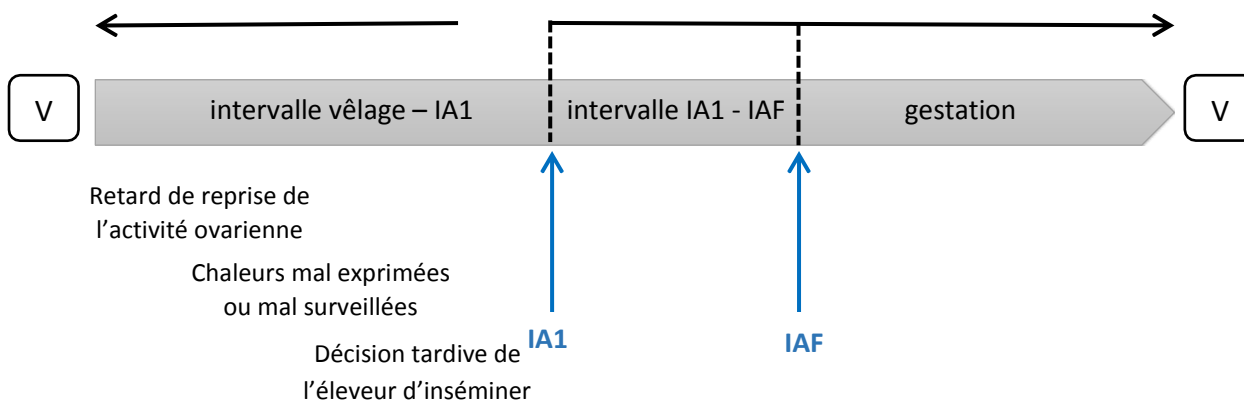 V
intervalle vêlage – IA1
intervalle IA1 - IAF
gestation
V
Retard de reprise de
l’activité ovarienne
Chaleurs mal exprimées
ou mal surveillées
Décision tardive de
l’éleveur d’inséminer
IA1
IAF